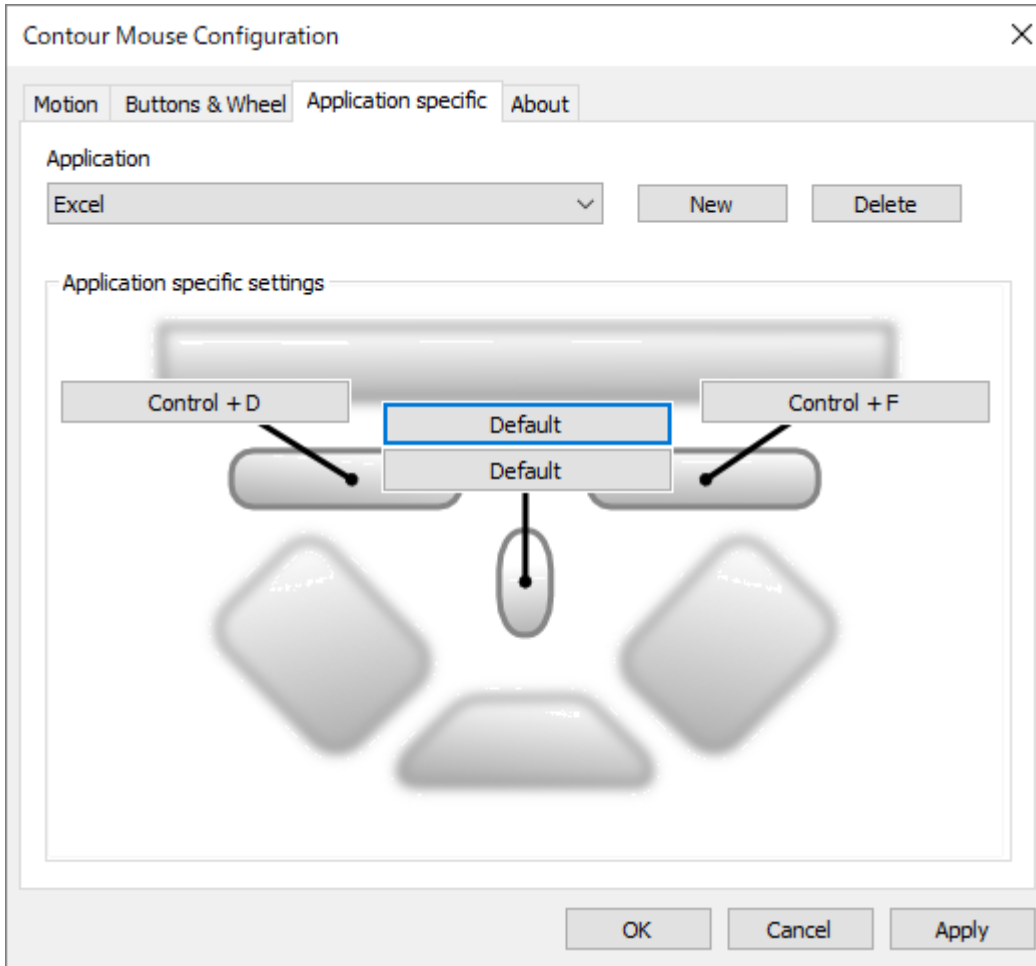 Contour Mouse Configuration
Motion Buttons & Wheel Application specific About
Application
Excel New Delete
Application specific settings
Control + D Control + F
Default
Default
OK Cancel Apply